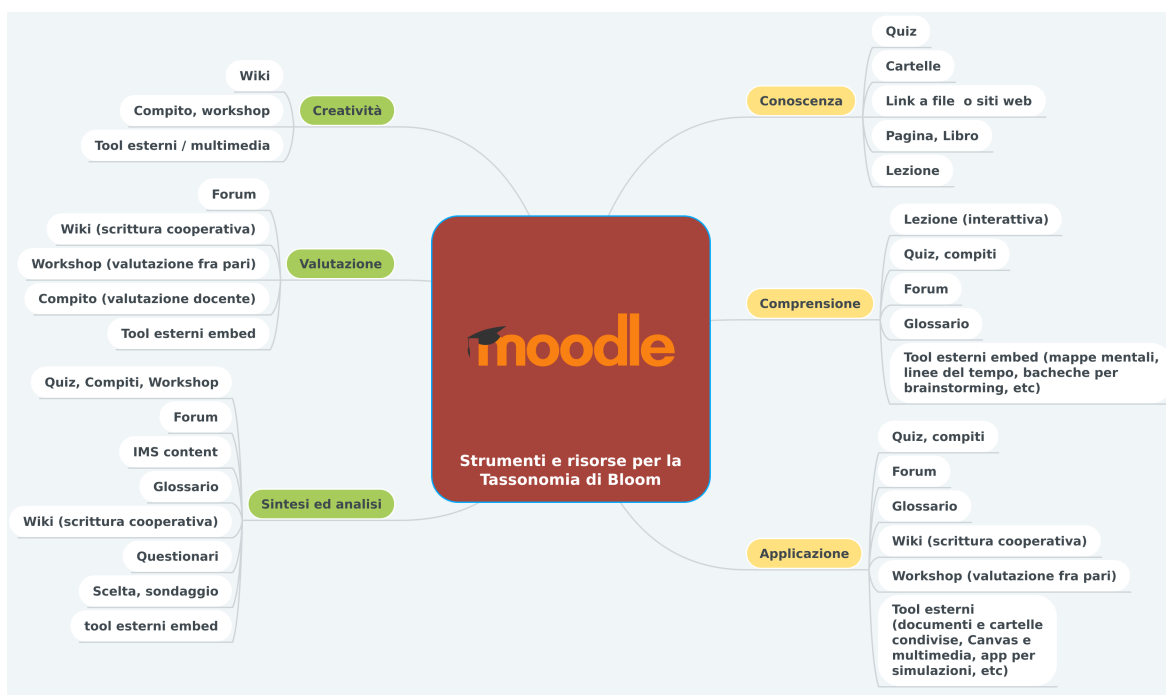 moodle
Strumenti e risorse per la
Tassonomia di Bloom
Conoscenza
Quiz
Cartelle
Link a file  o siti web
Pagina, Libro
Lezione
Comprensione
Lezione (interattiva)
Quiz, compiti
Forum
Glossario
Tool esterni embed (mappe mentali,
linee del tempo, bacheche per
brainstorming, etc)
Applicazione
Quiz, compiti
Forum
Glossario
Wiki (scrittura cooperativa)
Workshop (valutazione fra pari)
Tool esterni
(documenti e cartelle
condivise, Canvas e
multimedia, app per
simulazioni, etc)
Creatività
Wiki
Compito, workshop
Tool esterni / multimedia
Valutazione
Forum
Wiki (scrittura cooperativa)
Workshop (valutazione fra pari)
Compito (valutazione docente)
Tool esterni embed
Sintesi ed analisi
Quiz, Compiti, Workshop
Forum
IMS content
Glossario
Wiki (scrittura cooperativa)
Questionari
Scelta, sondaggio
tool esterni embed